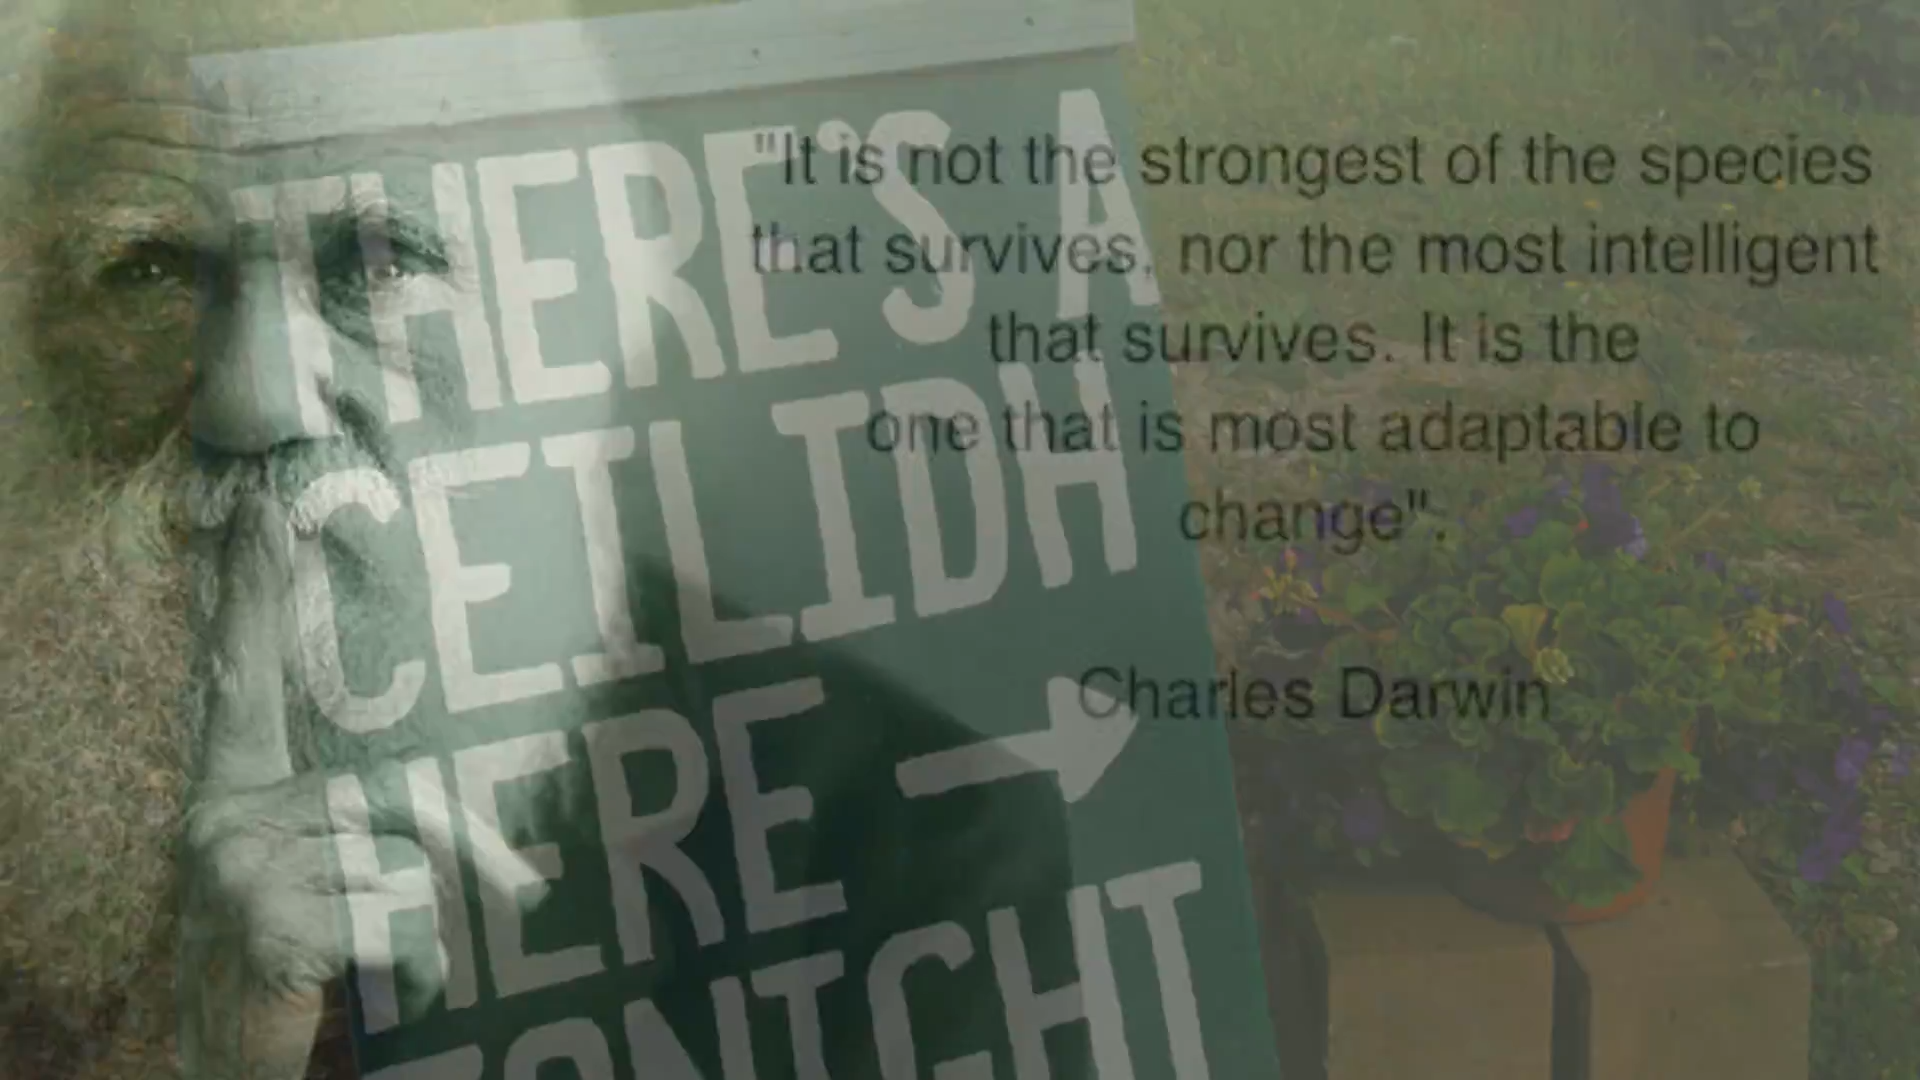 THERE'S A
CEILIDH
HERE →
TONIGHT
"It is not the strongest of the species
that survives, nor the most intelligent
that survives. It is the
one that is most adaptable to
change".
Charles Darwin